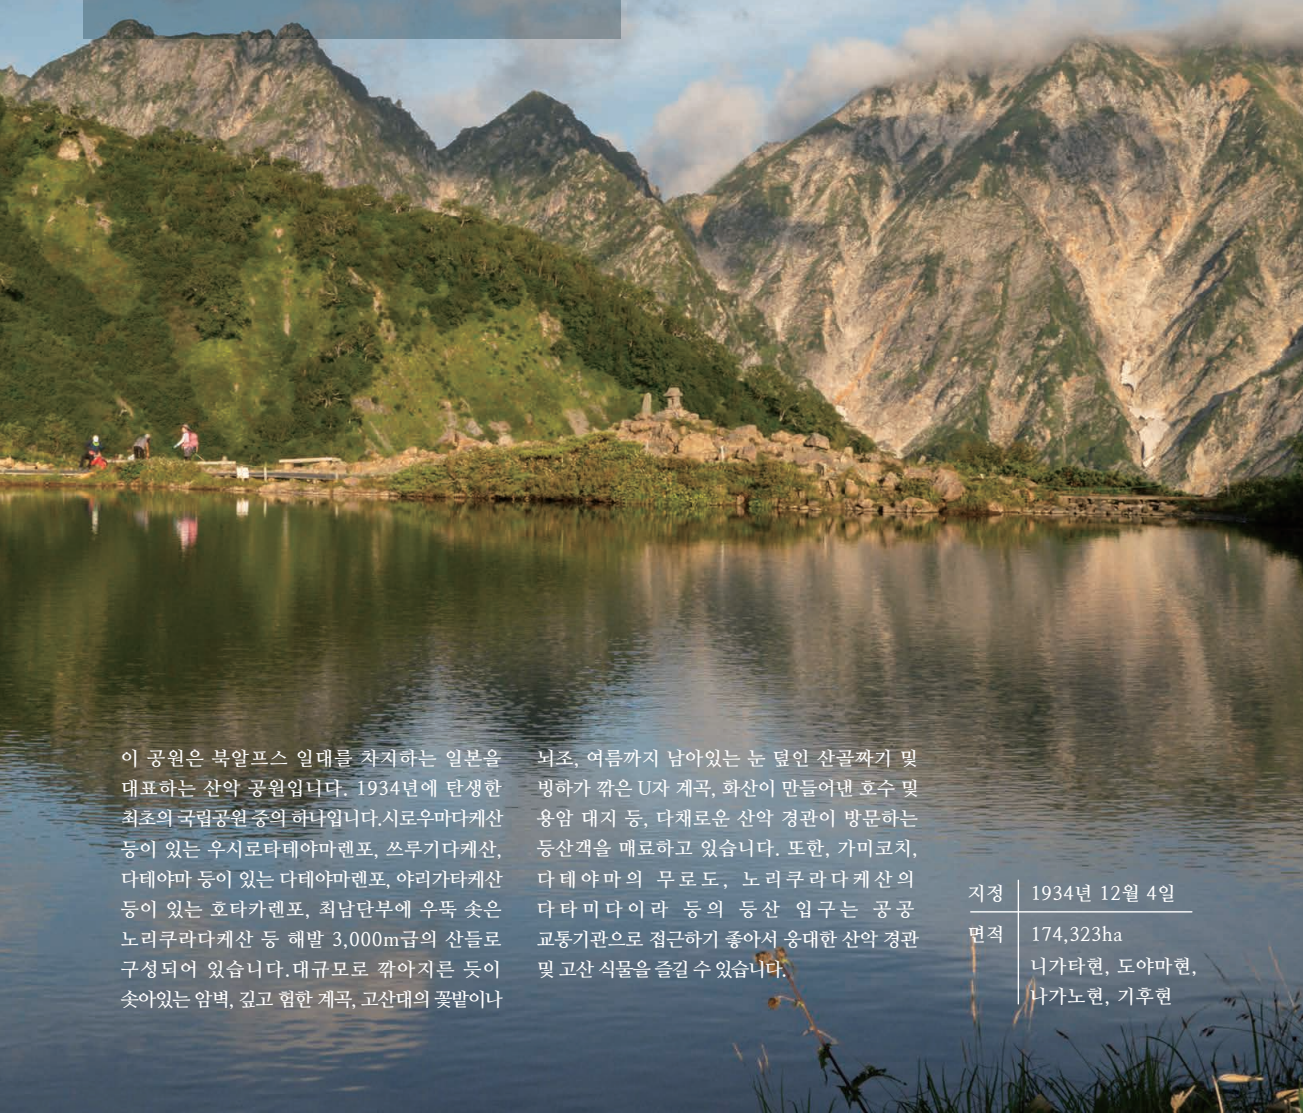 이 공원은 북알프스 일대를 차지하는 일본을
대표하는 산악 공원입니다. 1934년에 탄생한
최초의 국립공원 중의 하나입니다.시로우마다케산
등이 있는 우시로타테야마렌포, 쓰루기다케산,
다테야마 등이 있는 다테야마렌포, 야리가타케산
등이 있는 호타카렌포, 최남단부에 우뚝 솟은
노리쿠라다케산 등 해발 3,000m급의 산들로
구성되어 있습니다.대규모로 깎아지른 듯이
솟아있는 암벽, 깊고 험한 계곡, 고산대의 꽃밭이나
뇌조, 여름까지 남아있는 눈 덮인 산골짜기 및
빙하가 깎은 U자 계곡, 화산이 만들어낸 호수 및
용암 대지 등, 다채로운 산악 경관이 방문하는
등산객을 매료하고 있습니다. 또한, 가미코치,
다테야마의 무로도, 노리쿠라다케산의
다타미다이라 등의 등산 입구는 공공
교통기관으로 접근하기 좋아서 웅대한 산악 경관
및 고산 식물을 즐길 수 있습니다.
지정 1934년 12월 4일
면적 174,323ha
니가타현, 도야마현,
나가노현, 기후현